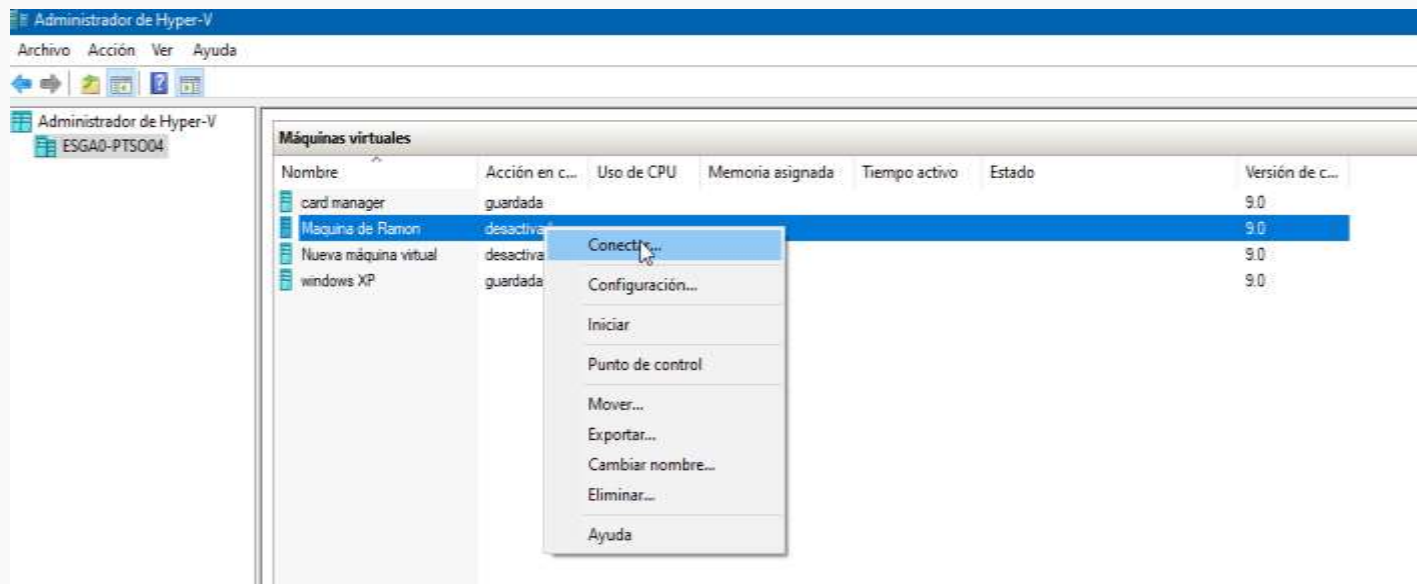 Administrador de Hyper-V
Archivo Acción Ver Ayuda
Administrador de Hyper-V
ESGA0-PTSO04
Máquinas virtuales
Nombre Acción en c... Uso de CPU Memoria asignada Tiempo activo Estado Versión de c...
card manager guardada 9.0
Maquina de Ramon desactiva 9.0
Nueva máquina virtual desactiva 9.0
windows XP guardada 9.0
Conectar...
Configuración...
Iniciar
Punto de control
Mover...
Exportar...
Cambiar nombre...
Eliminar...
Ayuda